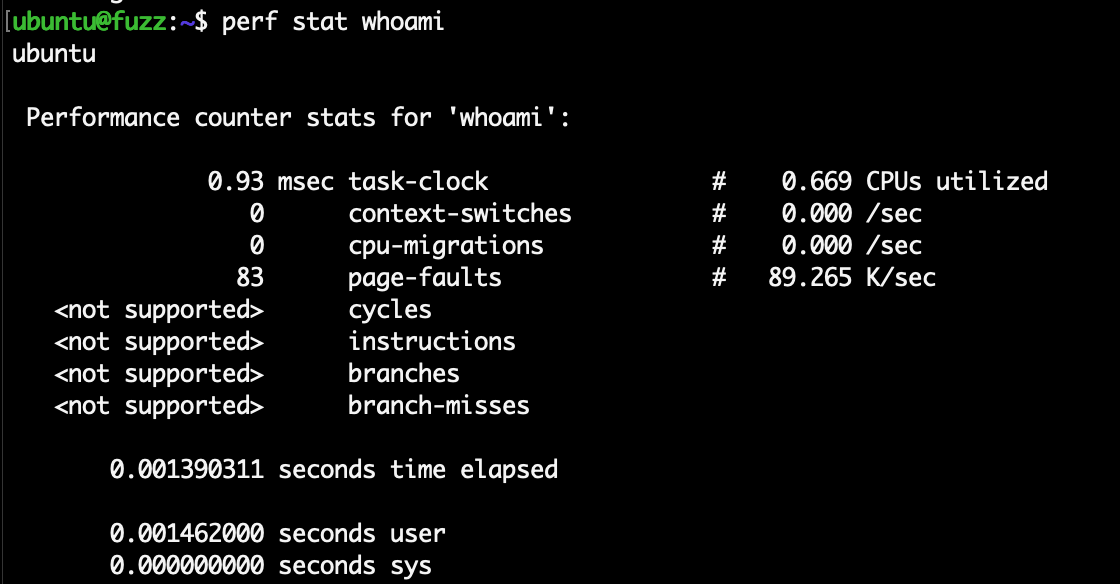 [ubuntu@fuzz:~$ perf stat whoami
ubuntu

 Performance counter stats for 'whoami':

              0.93 msec task-clock                #    0.669 CPUs utilized
                 0      context-switches          #    0.000 /sec
                 0      cpu-migrations            #    0.000 /sec
                83      page-faults               #   89.265 K/sec
   <not supported>      cycles
   <not supported>      instructions
   <not supported>      branches
   <not supported>      branch-misses

       0.001390311 seconds time elapsed

       0.001462000 seconds user
       0.000000000 seconds sys